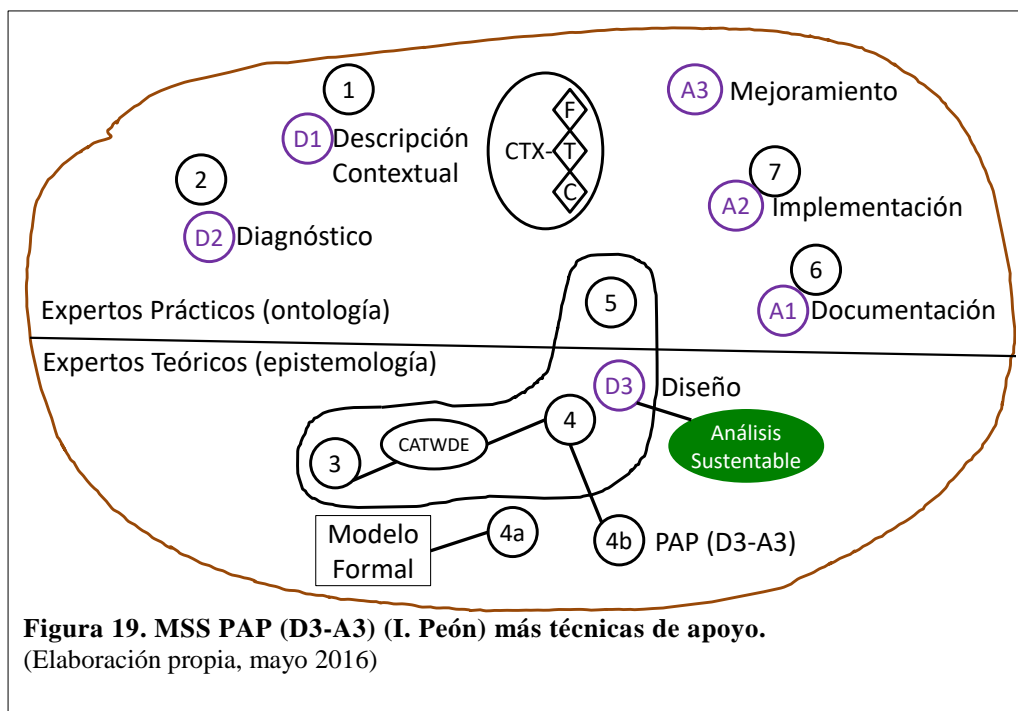 1
D1 Descripción
Contextual
2
D2 Diagnóstico
F
CTX- T
C
A3 Mejoramiento
7
A2 Implementación
6
A1 Documentación
5
Expertos Prácticos (ontología)
Expertos Teóricos (epistemología)
D3 Diseño
4
CATWDE
3
Análisis
Sustentable
Modelo
Formal
4a
4b PAP (D3-A3)
Figura 19. MSS PAP (D3-A3) (I. Peón) más técnicas de apoyo.
(Elaboración propia, mayo 2016)